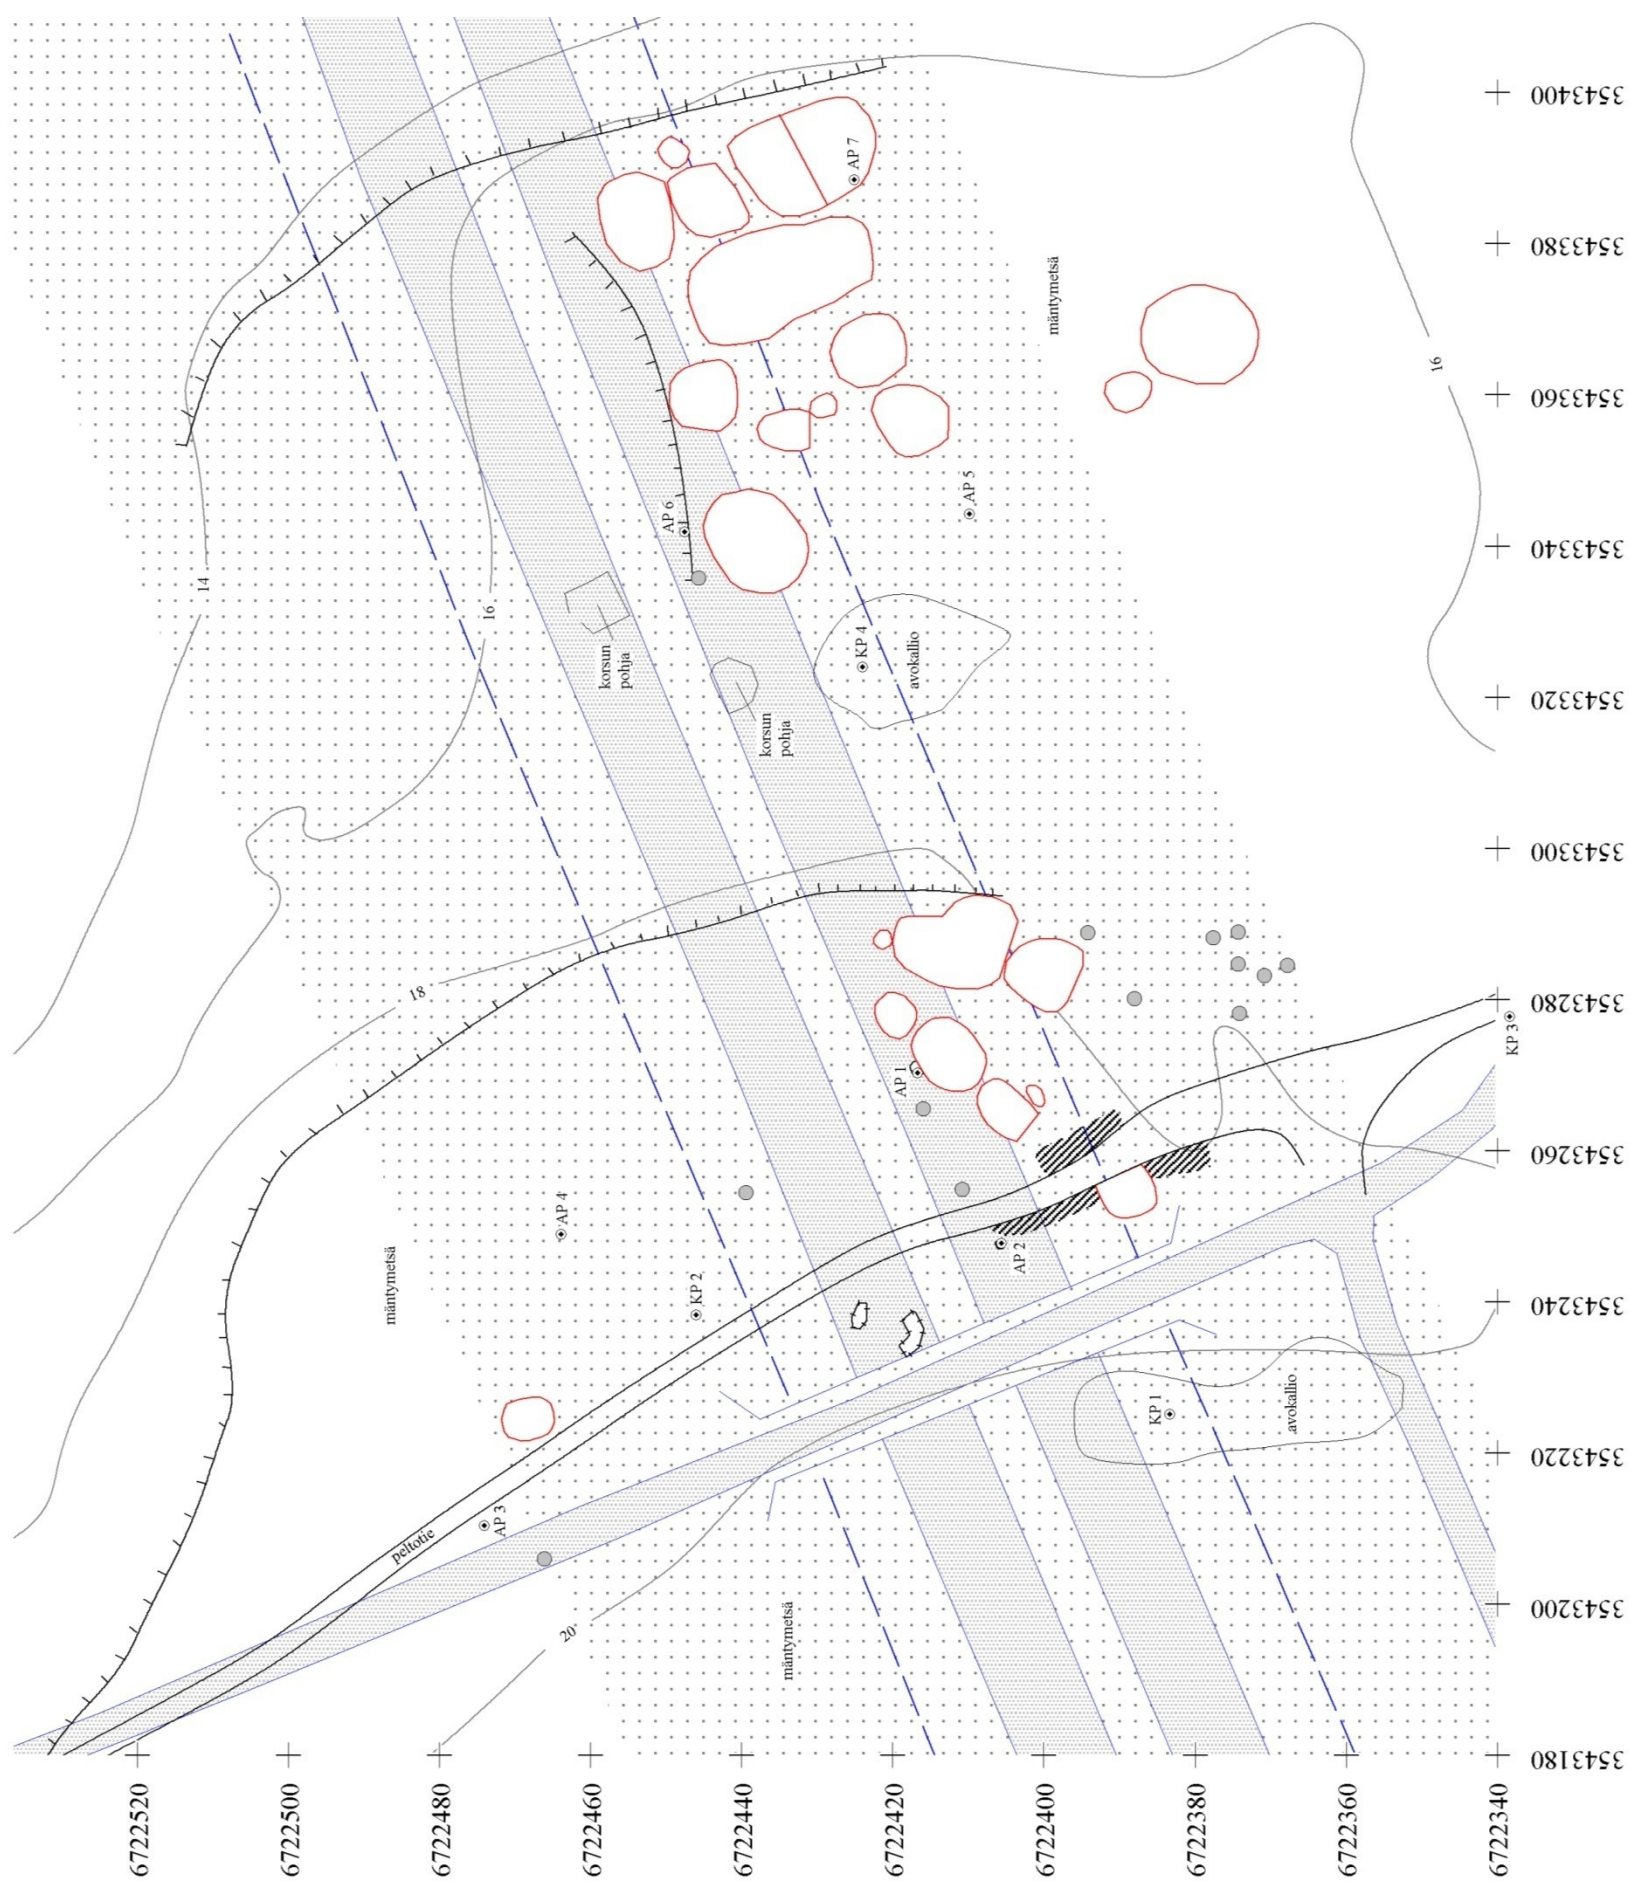 3543400
3543380
3543360
3543340
3543320
3543300
3543280
3543260
3543240
3543220
3543200
3543180
6722520
6722500
6722480
6722460
6722440
6722420
6722400
6722380
6722360
6722340
AP 7
mäntymetsä
16
AP 5
AP 6
14
16
korsun
pohja
KP 4
avokallio
korsun
pohja
18
KP 3
AP 1
AP 4
mäntymetsä
AP 2
KP 2
KP 1
avokallio
AP 3
peltotie
20
mäntymetsä